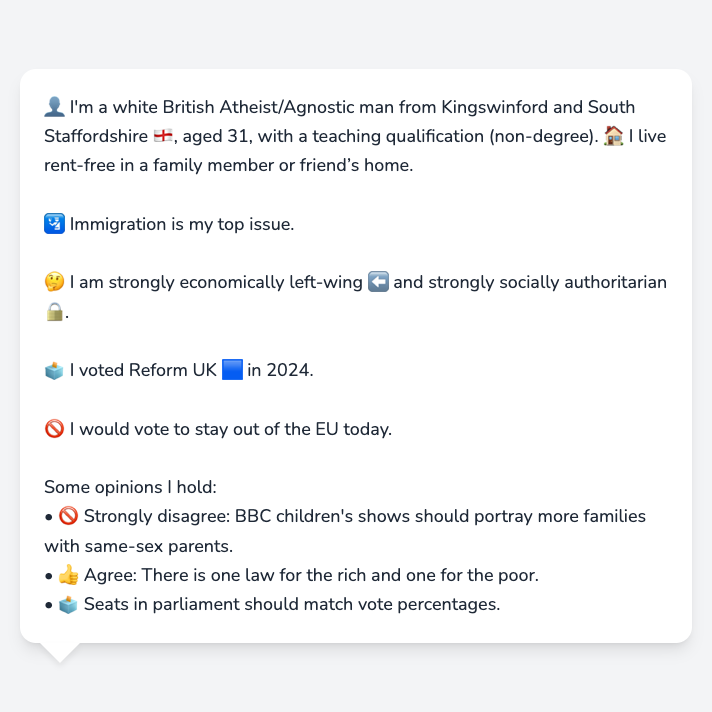 👤 I'm a white British Atheist/Agnostic man from Kingswinford and South
Staffordshire 🏴󠁧󠁢󠁥󠁮󠁧󠁿, aged 31, with a teaching qualification (non-degree). 🏠 I live
rent-free in a family member or friend’s home.
🛂 Immigration is my top issue.
🤔 I am strongly economically left-wing ⬅️ and strongly socially authoritarian
🔒.
🗳️ I voted Reform UK 🟦 in 2024.
🚫 I would vote to stay out of the EU today.
Some opinions I hold:
• 🚫 Strongly disagree: BBC children's shows should portray more families
with same-sex parents.
• 👍 Agree: There is one law for the rich and one for the poor.
• 🗳️ Seats in parliament should match vote percentages.